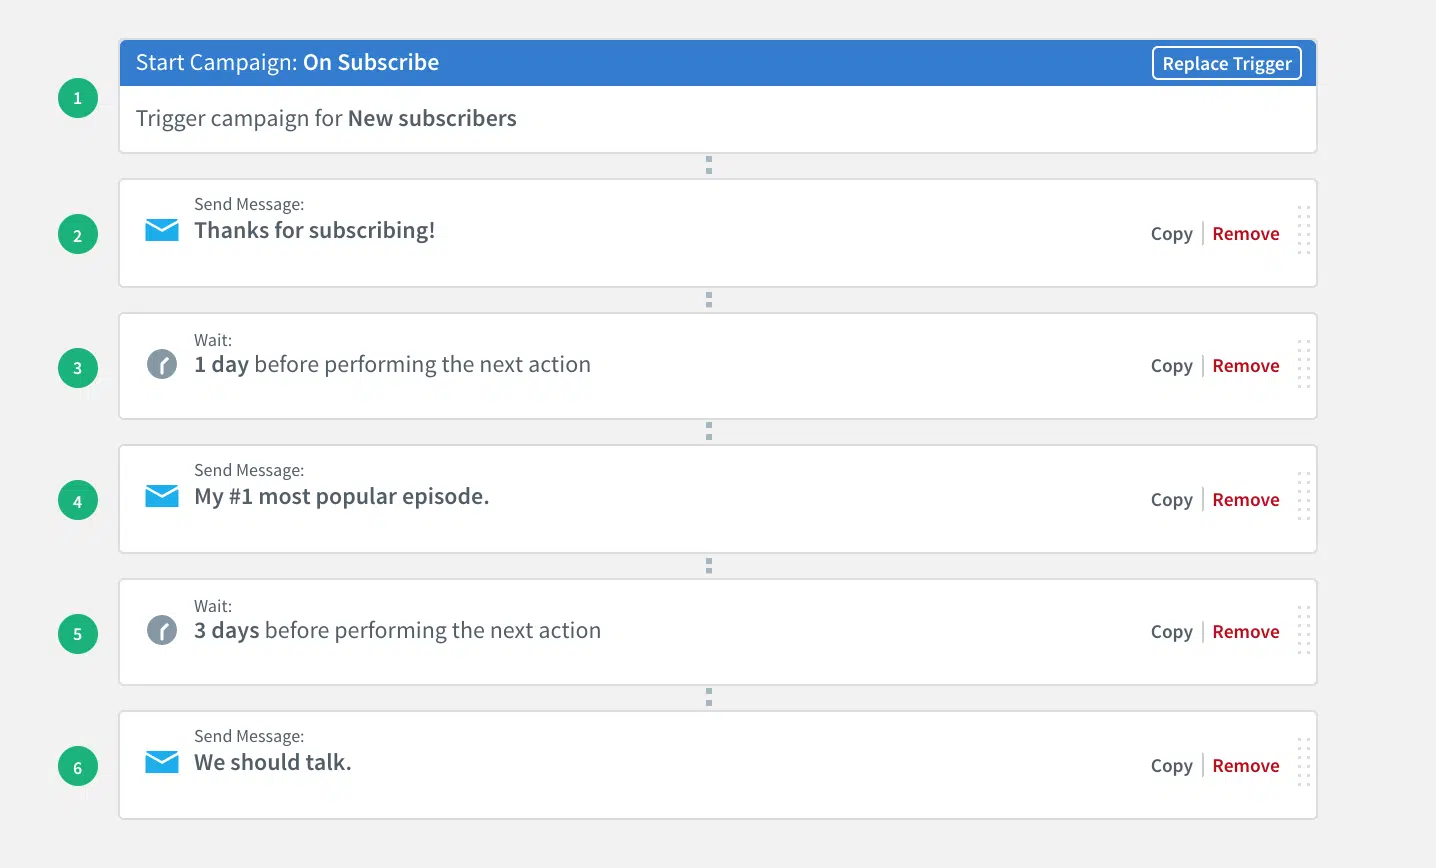 Start Campaign: On Subscribe
Replace Trigger
1
Trigger campaign for New subscribers
Send Message:
2
Thanks for subscribing!
Copy
Remove
Wait:
3
1 day before performing the next action
Copy
Remove
Send Message:
4
My #1 most popular episode.
Copy
Remove
Wait:
5
3 days before performing the next action
Copy
Remove
Send Message:
6
We should talk.
Copy
Remove